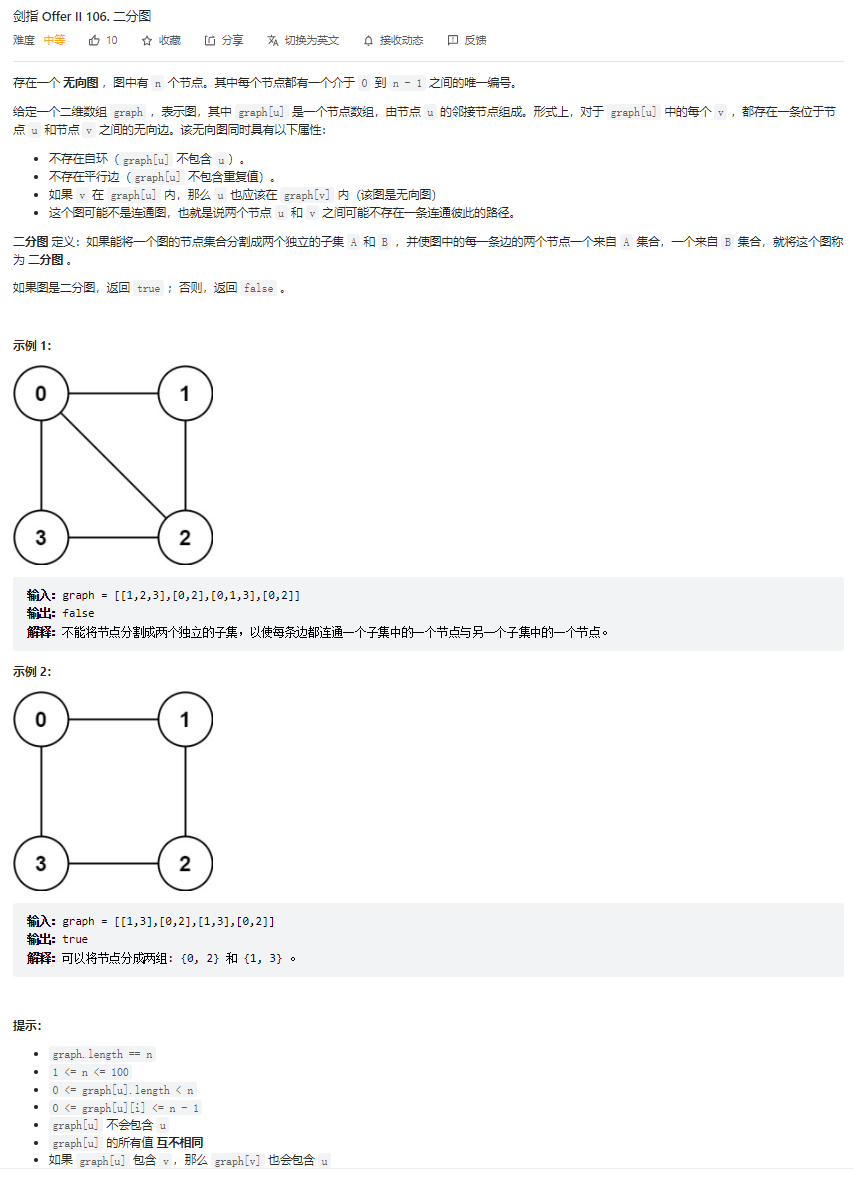 剑指 Offer II 106. 二分图
难度 中等 10 收藏 分享 切换为英文 接收动态 反馈
存在一个 无向图 ，图中有 n 个节点。其中每个节点都有一个介于 0 到 n - 1 之间的唯一编号。
给定一个二维数组 graph ，表示图，其中 graph[u] 是一个节点数组，由节点 u 的邻接节点组成。形式上，对于 graph[u] 中的每个 v ，都存在一条位于节
点 u 和节点 v 之间的无向边。该无向图同时具有以下属性：
• 不存在自环（graph[u] 不包含 u）。
• 不存在平行边（graph[u] 不包含重复值）。
• 如果 v 在 graph[u] 内，那么 u 也应该在 graph[v] 内（该图是无向图）
• 这个图可能不是连通图，也就是说两个节点 u 和 v 之间可能不存在一条连通彼此的路径。
二分图 定义：如果能将一个图的节点集合分割成两个独立的子集 A 和 B ，并使图中的每一条边的两个节点一个来自 A 集合，一个来自 B 集合，就将这个图称
为 二分图 。
如果图是二分图，返回 true ；否则，返回 false 。
示例 1：
0 1
3 2
输入：graph = [[1,2,3],[0,2],[0,1,3],[0,2]]
输出：false
解释：不能将节点分割成两个独立的子集，以使每条边都连通一个子集中的一个节点与另一个子集中的一个节点。
示例 2：
0 1
3 2
输入：graph = [[1,3],[0,2],[1,3],[0,2]]
输出：true
解释：可以将节点分成两组: {0, 2} 和 {1, 3} 。
提示：
• graph.length == n
• 1 <= n <= 100
• 0 <= graph[u].length < n
• 0 <= graph[u][i] <= n - 1
• graph[u] 不会包含 u
• graph[u] 的所有值 互不相同
• 如果 graph[u] 包含 v，那么 graph[v] 也会包含 u